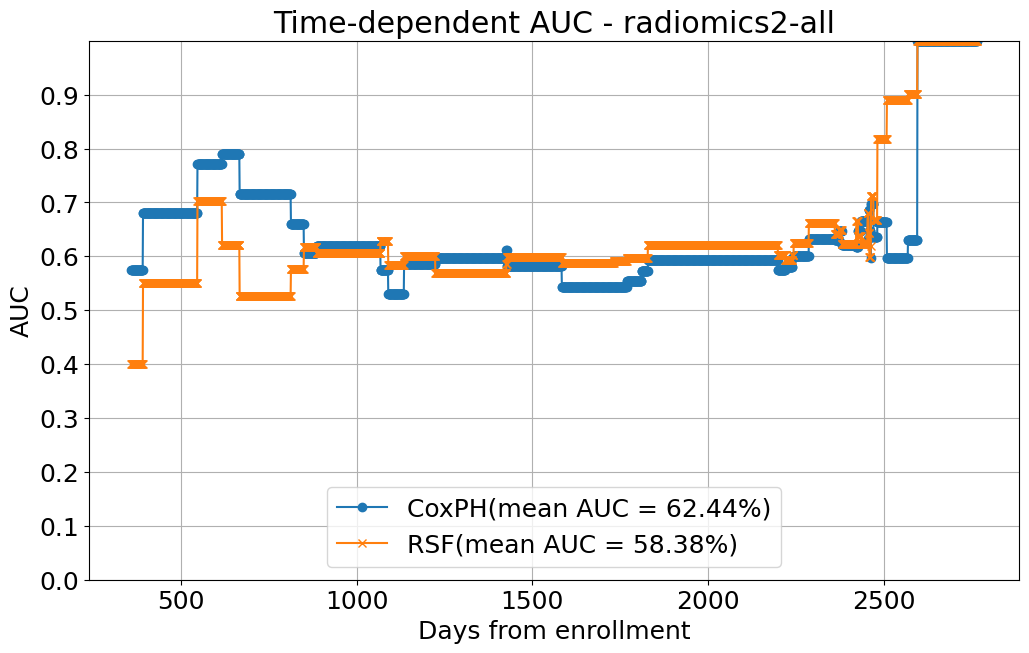 Time-dependent AUC - radiomics2-all
AUC
0.9
0.8
0.7
0.6
0.5
0.4
0.3
0.2
0.1
0.0
CoxPH(mean AUC = 62.44%)
RSF(mean AUC = 58.38%)
500 1000 1500 2000 2500
Days from enrollment